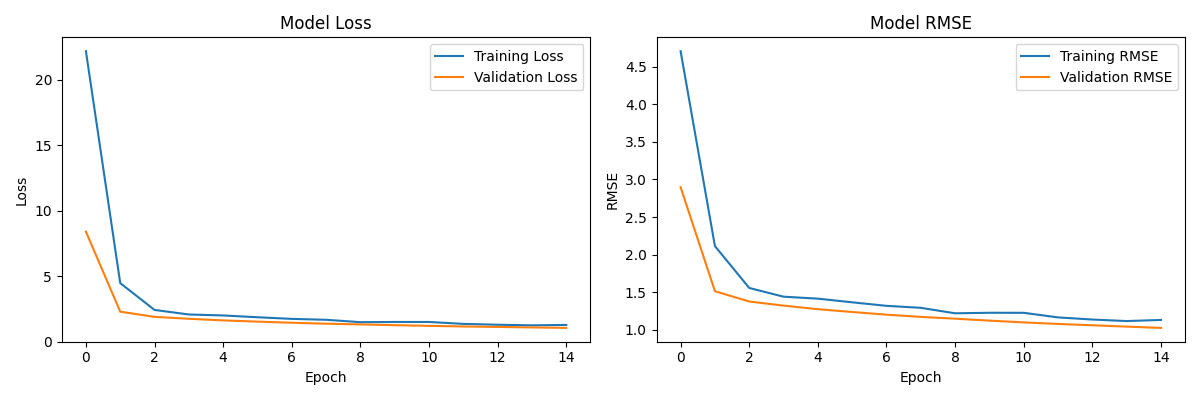 Model Loss
Training Loss
Validation Loss
Loss
20
15
10
5
0
0 2 4 6 8 10 12 14
Epoch
Model RMSE
Training RMSE
Validation RMSE
RMSE
4.5
4.0
3.5
3.0
2.5
2.0
1.5
1.0
0 2 4 6 8 10 12 14
Epoch